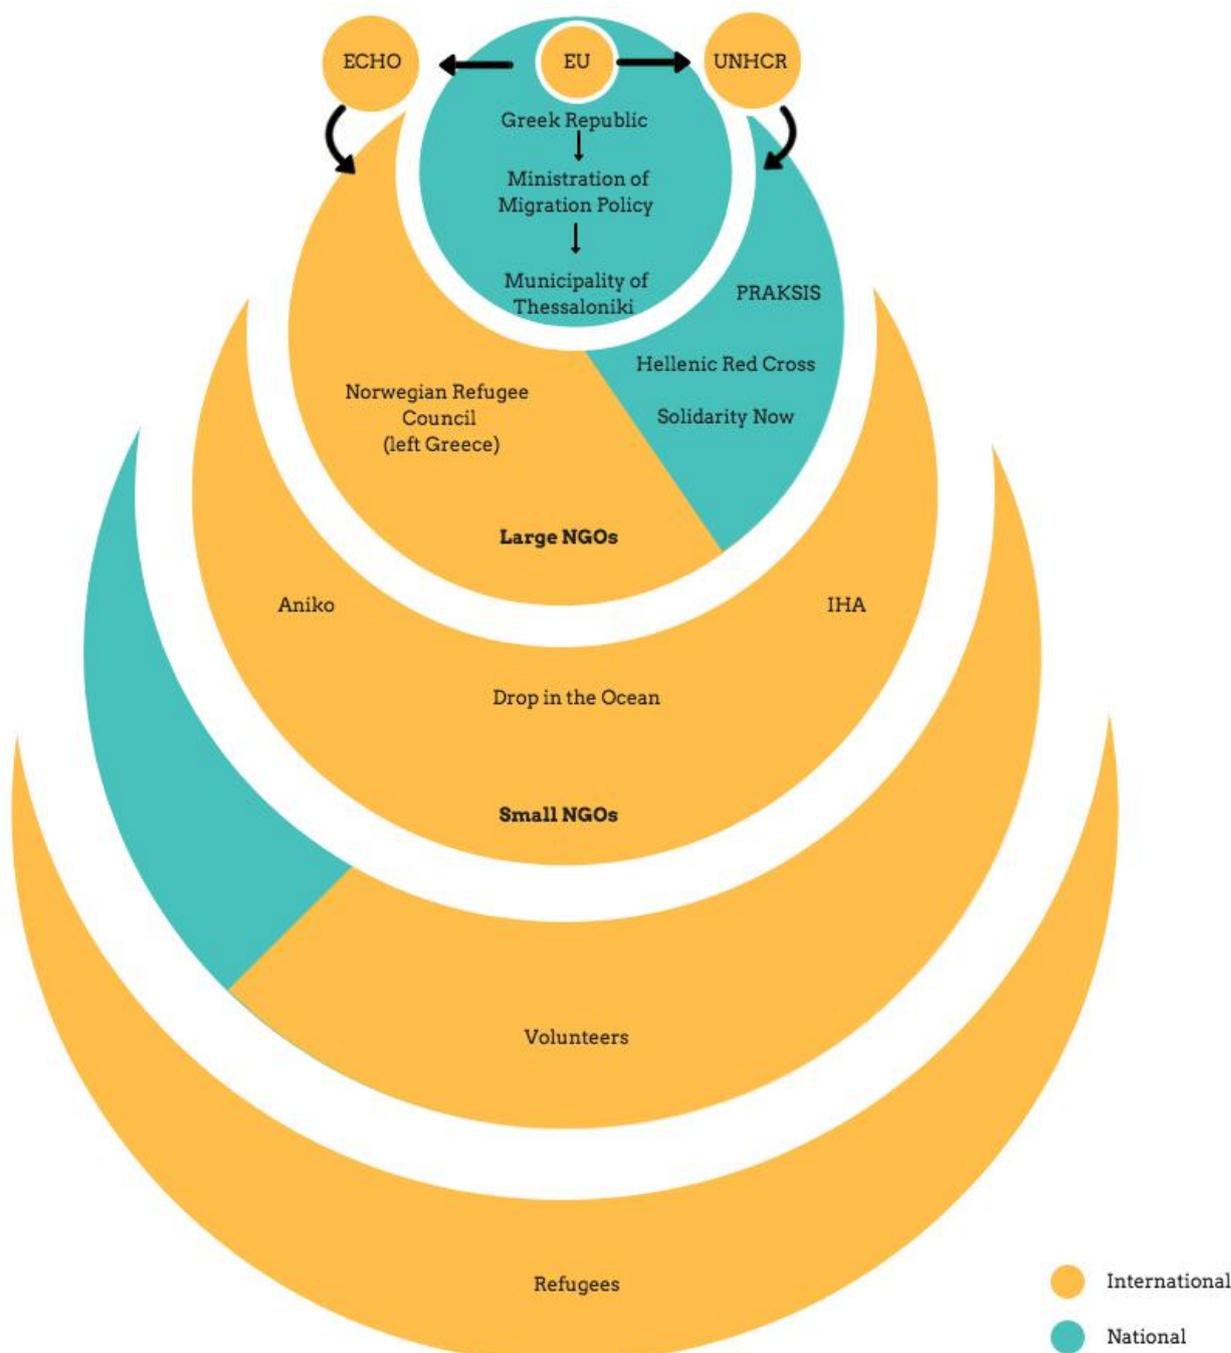 ECHO
EU
UNHCR
Greek Republic
Ministration of
Migration Policy
Municipality of
Thessaloniki
PRAKSIS
Hellenic Red Cross
Solidarity Now
Norwegian Refugee
Council
(left Greece)
Large NGOs
Aniko
IHA
Drop in the Ocean
Small NGOs
Volunteers
Refugees
International
National